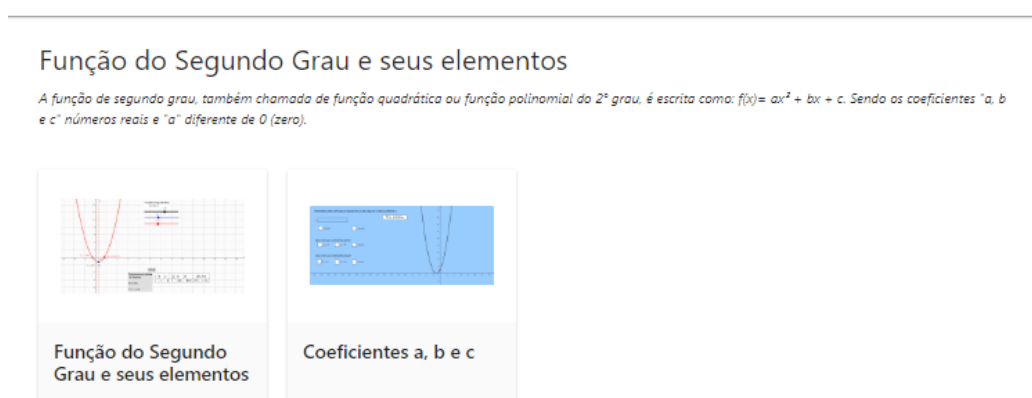 Função do Segundo Grau e seus elementos
A função de segundo grau, também chamada de função quadrática ou função polinomial do 2° grau, é escrita como: f(x)= ax² + bx + c. Sendo os coeficientes "a, b
e c" números reais e "a" diferente de 0 (zero).
Função do Segundo
Grau e seus elementos
Coeficientes a, b e c